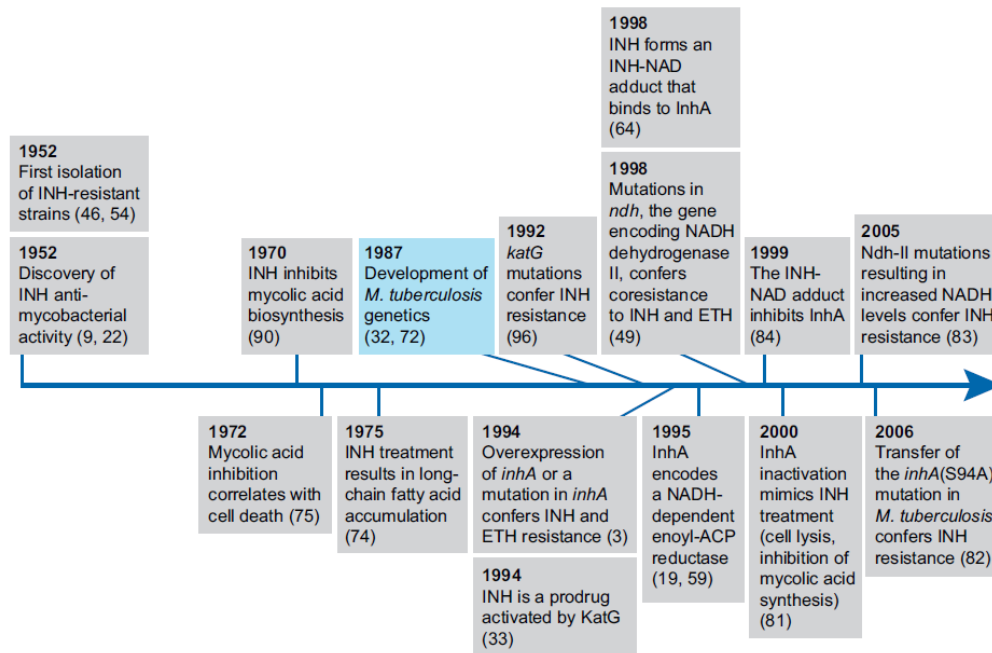 1952
First isolation
of INH-resistant
strains (46, 54)
1952
Discovery of
INH anti-
mycobacterial
activity (9, 22)
1970
INH inhibits
mycolic acid
biosynthesis
(90)
1987
Development of
M. tuberculosis
genetics
(32, 72)
1992
katG
mutations
confer INH
resistance
(96)
1998
INH forms an
INH-NAD
adduct that
binds to InhA
(64)
1998
Mutations in
ndh, the gene
encoding NADH
dehydrogenase
II, confers
coresistance
to INH and ETH
(49)
1999
The INH-
NAD adduct
inhibits InhA
(84)
2005
Ndh-II mutations
resulting in
increased NADH
levels confer INH
resistance (83)
1972
Mycolic acid
inhibition
correlates with
cell death (75)
1975
INH treatment
results in long-
chain fatty acid
accumulation
(74)
1994
Overexpression
of inhA or a
mutation in inhA
confers INH and
ETH resistance (3)
1994
INH is a prodrug
activated by KatG
(33)
1995
InhA
encodes
a NADH-
dependent
enoyl-ACP
reductase
(19, 59)
2000
InhA
inactivation
mimics INH
treatment
(cell lysis,
inhibition of
mycolic acid
synthesis)
(81)
2006
Transfer of
the inhA(S94A)
mutation in
M. tuberculosis
confers INH
resistance (82)